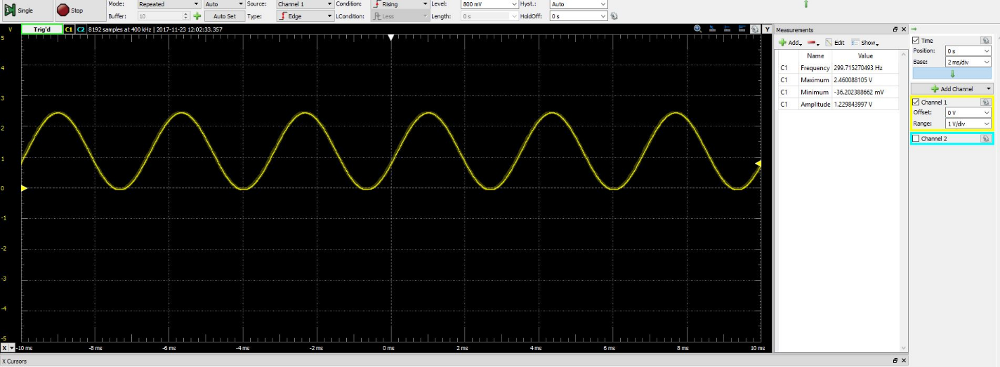 Single
Stop
Mode: Repeated Auto Source: Channel 1 Condition: Rising Level: 800 mV Hyst.: Auto
Buffer: 10 Auto Set Type: Edge LCondition: Less Length: 0 s HoldOff: 0 s
V Trig'd C1 C2 8192 samples at 400 kHz | 2017-11-23 12:02:33.357 Y
5
4
3
2
1
0
-1
-2
-3
-4
-5
X -10 ms -8 ms -6 ms -4 ms -2 ms 0 ms 2 ms 4 ms 6 ms 8 ms 10 ms
X Cursors
Measurements
Add Edit Show
Name Value
C1 Frequency 299.715270493 Hz
C1 Maximum 2.460088105 V
C1 Minimum -36.202388662 mV
C1 Amplitude 1.229843997 V
Time
Position: 0 s
Base: 2 ms/div
Add Channel
Channel 1
Offset: 0 V
Range: 1 V/div
Channel 2